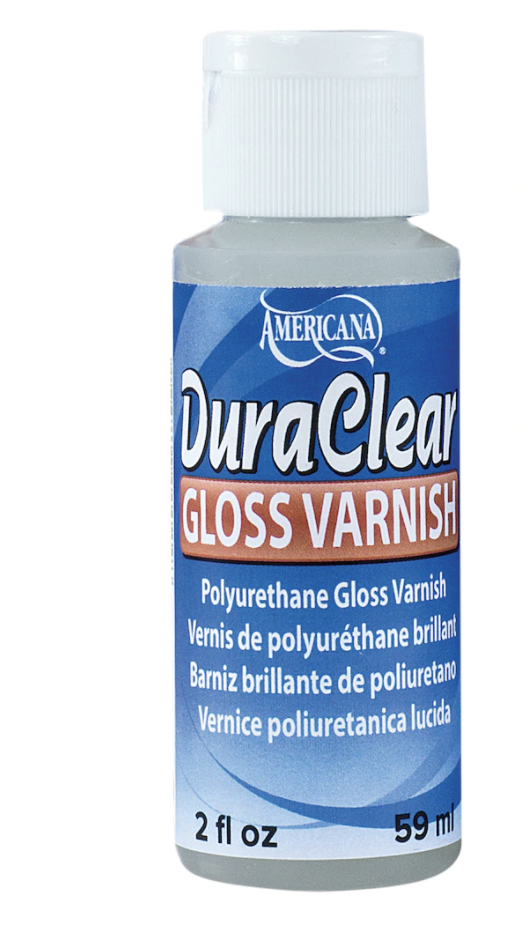 AMERICANA®
DuraClear
GLOSS VARNISH
Polyurethane Gloss Varnish
Vernis de polyuréthane brillant
Barniz brillante de poliuretano
Vernice poliuretanica lucida
2 fl oz 59 ml